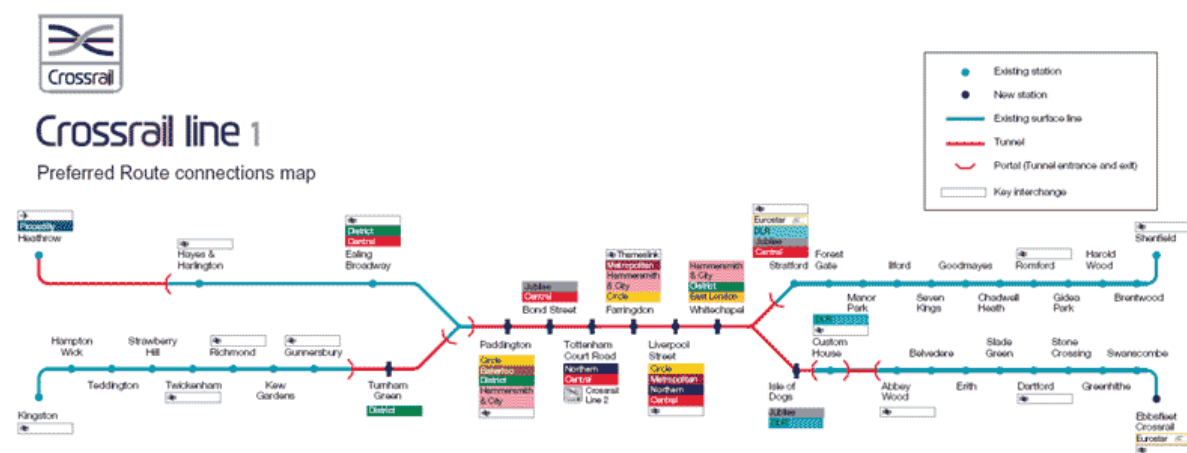 Crossrail
Crossrail line 1
Preferred Route connections map
Existing station
New station
Existing surface line
Tunnel
Portal (Tunnel entrance and exit)
Key interchange
Piccadilly
Heathrow
Hayes &
Harlington
District
Central
Ealing
Broadway
Jubilee
Central
Bond Street
Thameslink
Metropolitan
Hammersmith
& City
Circle
Farringdon
Hammersmith
& City
District
East London
Whitechapel
Eurostar
DLR
Jubilee
Central
Stratford
Forest
Gate
Manor
Park
Ilford
Seven
Kings
Goodmayes
Chadwell
Heath
Romford
Gidea
Park
Harold
Wood
Brentwood
Shenfield
Kingston
Hampton
Wick
Teddington
Strawberry
Hill
Twickenham
Richmond
Kew
Gardens
Gunnersbury
Turnham
Green
District
Paddington
Circle
Bakerloo
District
Hammersmith
& City
Tottenham
Court Road
Northern
Central
Crossrail
Line 2
Liverpool
Street
Circle
Metropolitan
Northern
Central
Isle of
Dogs
Jubilee
DLR
DLR
Custom
House
Abbey
Wood
Belvedere
Erith
Slade
Green
Dartford
Stone
Crossing
Greenhithe
Swanscombe
Ebbsfleet
Crossrail
Eurostar